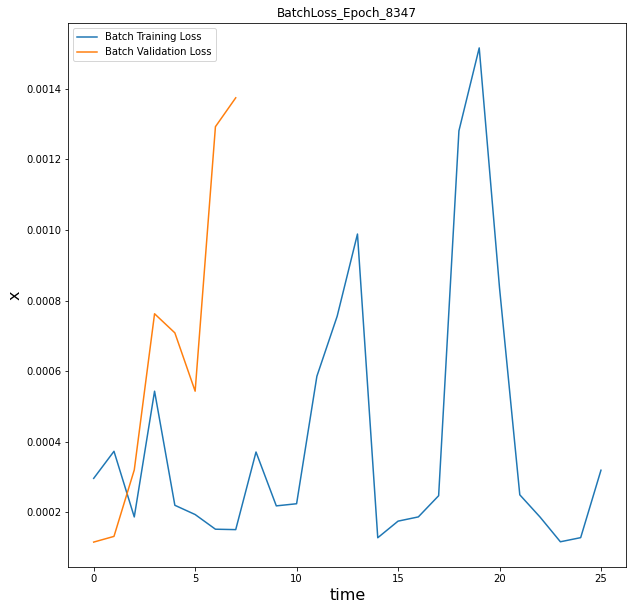 BatchLoss_Epoch_8347
Batch Training Loss
Batch Validation Loss
0.0014
0.0012
0.0010
0.0008
0.0006
0.0004
0.0002
x
0 5 10 15 20 25
time